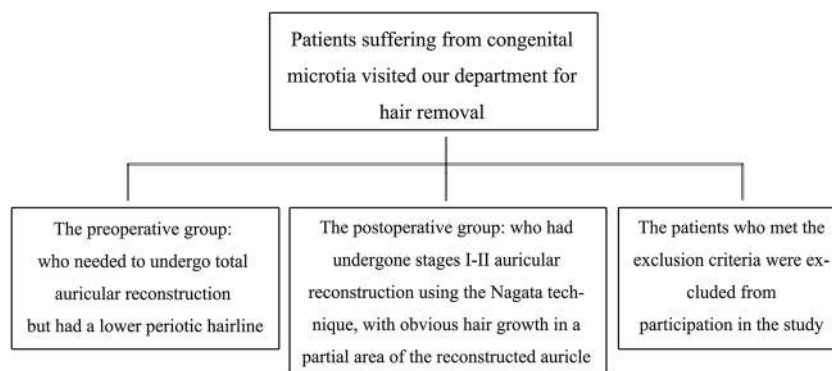 Patients suffering from congenital
microtia visited our department for
hair removal
The preoperative group:
who needed to undergo total
auricular reconstruction
but had a lower periotic hairline
The postoperative group: who had
undergone stages I-II auricular
reconstruction using the Nagata tech-
nique, with obvious hair growth in a
partial area of the reconstructed auricle
The patients who met the
exclusion criteria were ex-
cluded from
participation in the study